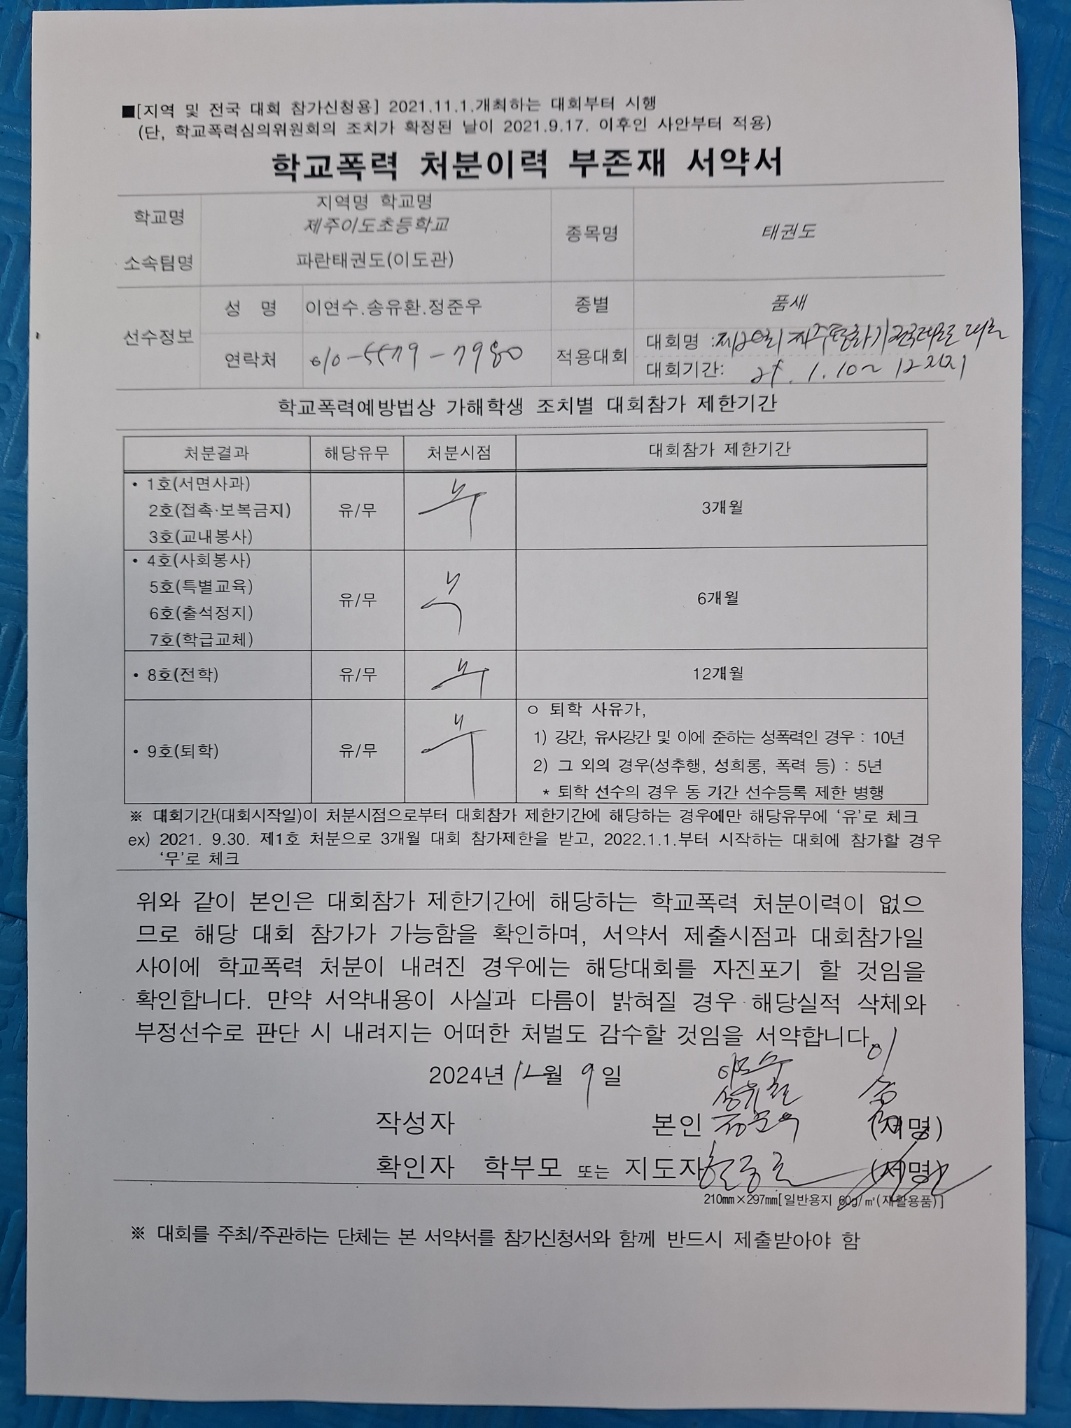 ■[지역 및 전국 대회 참가신청용] 2021.11.1.개최하는 대회부터 시행
(단, 학교폭력심의위원회의 조치가 확정된 날이 2021.9.17. 이후인 사안부터 적용)
학교폭력 처분이력 부존재 서약서
학교명 지역명 학교명 제주이도초등학교 종목명 태권도
소속팀명 파란태권도(이도관)
선수정보 성 명 이연수.송유환.정준우 종별 품새
연락처 010-5579-7980 적용대회 대회명 : 제주평화기 대회
대회기간: 25. 1. 10~ 12
학교폭력예방법상 가해학생 조치별 대회참가 제한기간
처분결과 해당유무 처분시점 대회참가 제한기간
• 1호(서면사과)
2호(접촉·보복금지) 유/무 무 3개월
3호(교내봉사)
• 4호(사회봉사)
5호(특별교육) 유/무 무 6개월
6호(출석정지)
7호(학급교체)
• 8호(전학) 유/무 무 12개월
• 9호(퇴학) 유/무 무
○ 퇴학 사유가,
1) 강간, 유사강간 및 이에 준하는 성폭력인 경우 : 10년
2) 그 외의 경우(성추행, 성희롱, 폭력 등) : 5년
* 퇴학 선수의 경우 동 기간 선수등록 제한 병행
※ 대회기간(대회시작일)이 처분시점으로부터 대회참가 제한기간에 해당하는 경우에만 해당유무에 '유'로 체크
ex) 2021. 9.30. 제1호 처분으로 3개월 대회 참가제한을 받고, 2022.1.1.부터 시작하는 대회에 참가할 경우
'무'로 체크
위와 같이 본인은 대회참가 제한기간에 해당하는 학교폭력 처분이력이 없으
므로 해당 대회 참가가 가능함을 확인하며, 서약서 제출시점과 대회참가일
사이에 학교폭력 처분이 내려진 경우에는 해당대회를 자진포기 할 것임을
확인합니다. 만약 서약내용이 사실과 다름이 밝혀질 경우 해당실적 삭제와
부정선수로 판단 시 내려지는 어떠한 처벌도 감수할 것임을 서약합니다.
이연수 이
2024년 12월 9일 송유환 송
작성자 본인 정준우 (서명)
확인자 학부모 또는 지도자 (서명)
210㎜×297㎜[일반용지 60g/㎡(재활용품)]
※ 대회를 주최/주관하는 단체는 본 서약서를 참가신청서와 함께 반드시 제출받아야 함